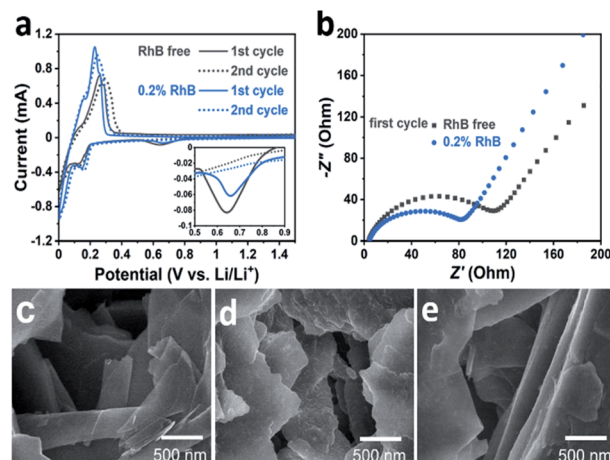 a
RhB free
1st cycle
2nd cycle
0.2% RhB
1st cycle
2nd cycle
Current (mA)
1.2
0.8
0.4
0.0
-0.4
-0.8
-1.2
0.0 0.2 0.4 0.6 0.8 1.0 1.2 1.4
Potential (V vs. Li/Li⁺)
0
-0.02
-0.04
-0.06
-0.08
-0.1
0.5 0.6 0.7 0.8 0.9
b
first cycle
RhB free
0.2% RhB
-Z″ (Ohm)
200
160
120
80
40
20
0 40 80 120 160 200
Z′ (Ohm)
c
500 nm
d
500 nm
e
500 nm